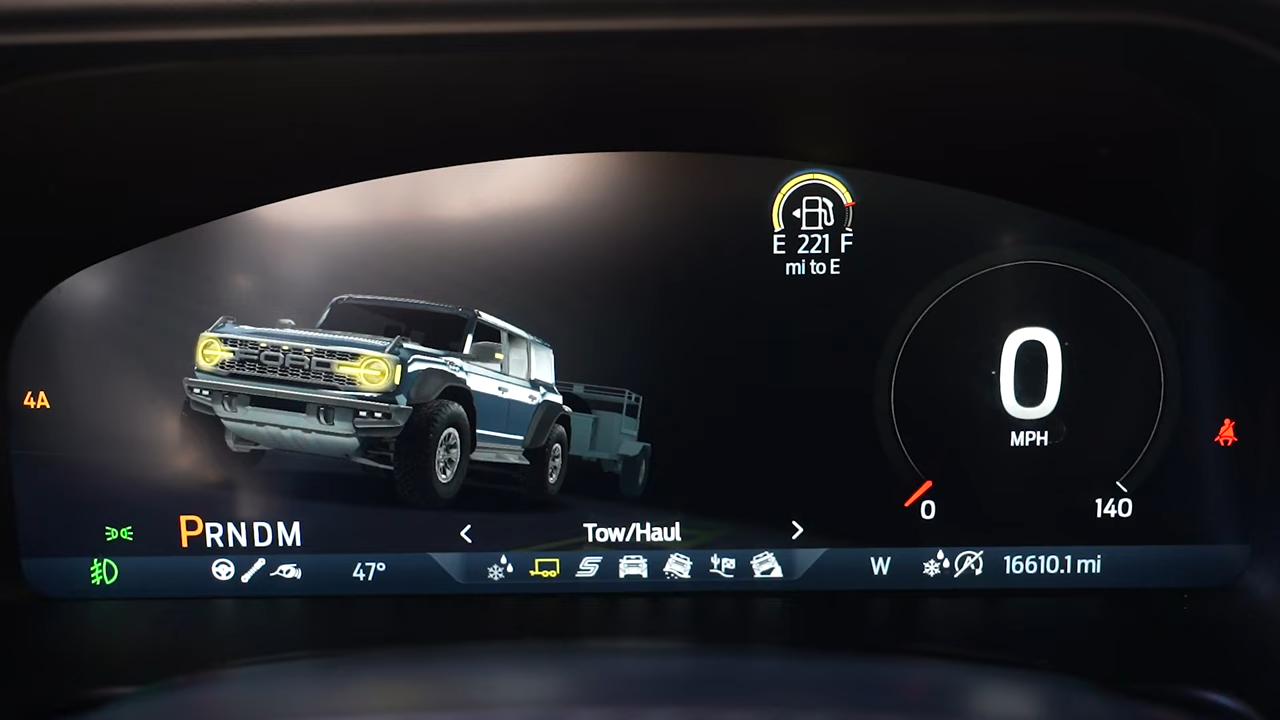 E 221 F
mi to E
FORD
0
MPH
4A
0
140
PRNDM
Tow/Haul
47°
W
16610.1 mi